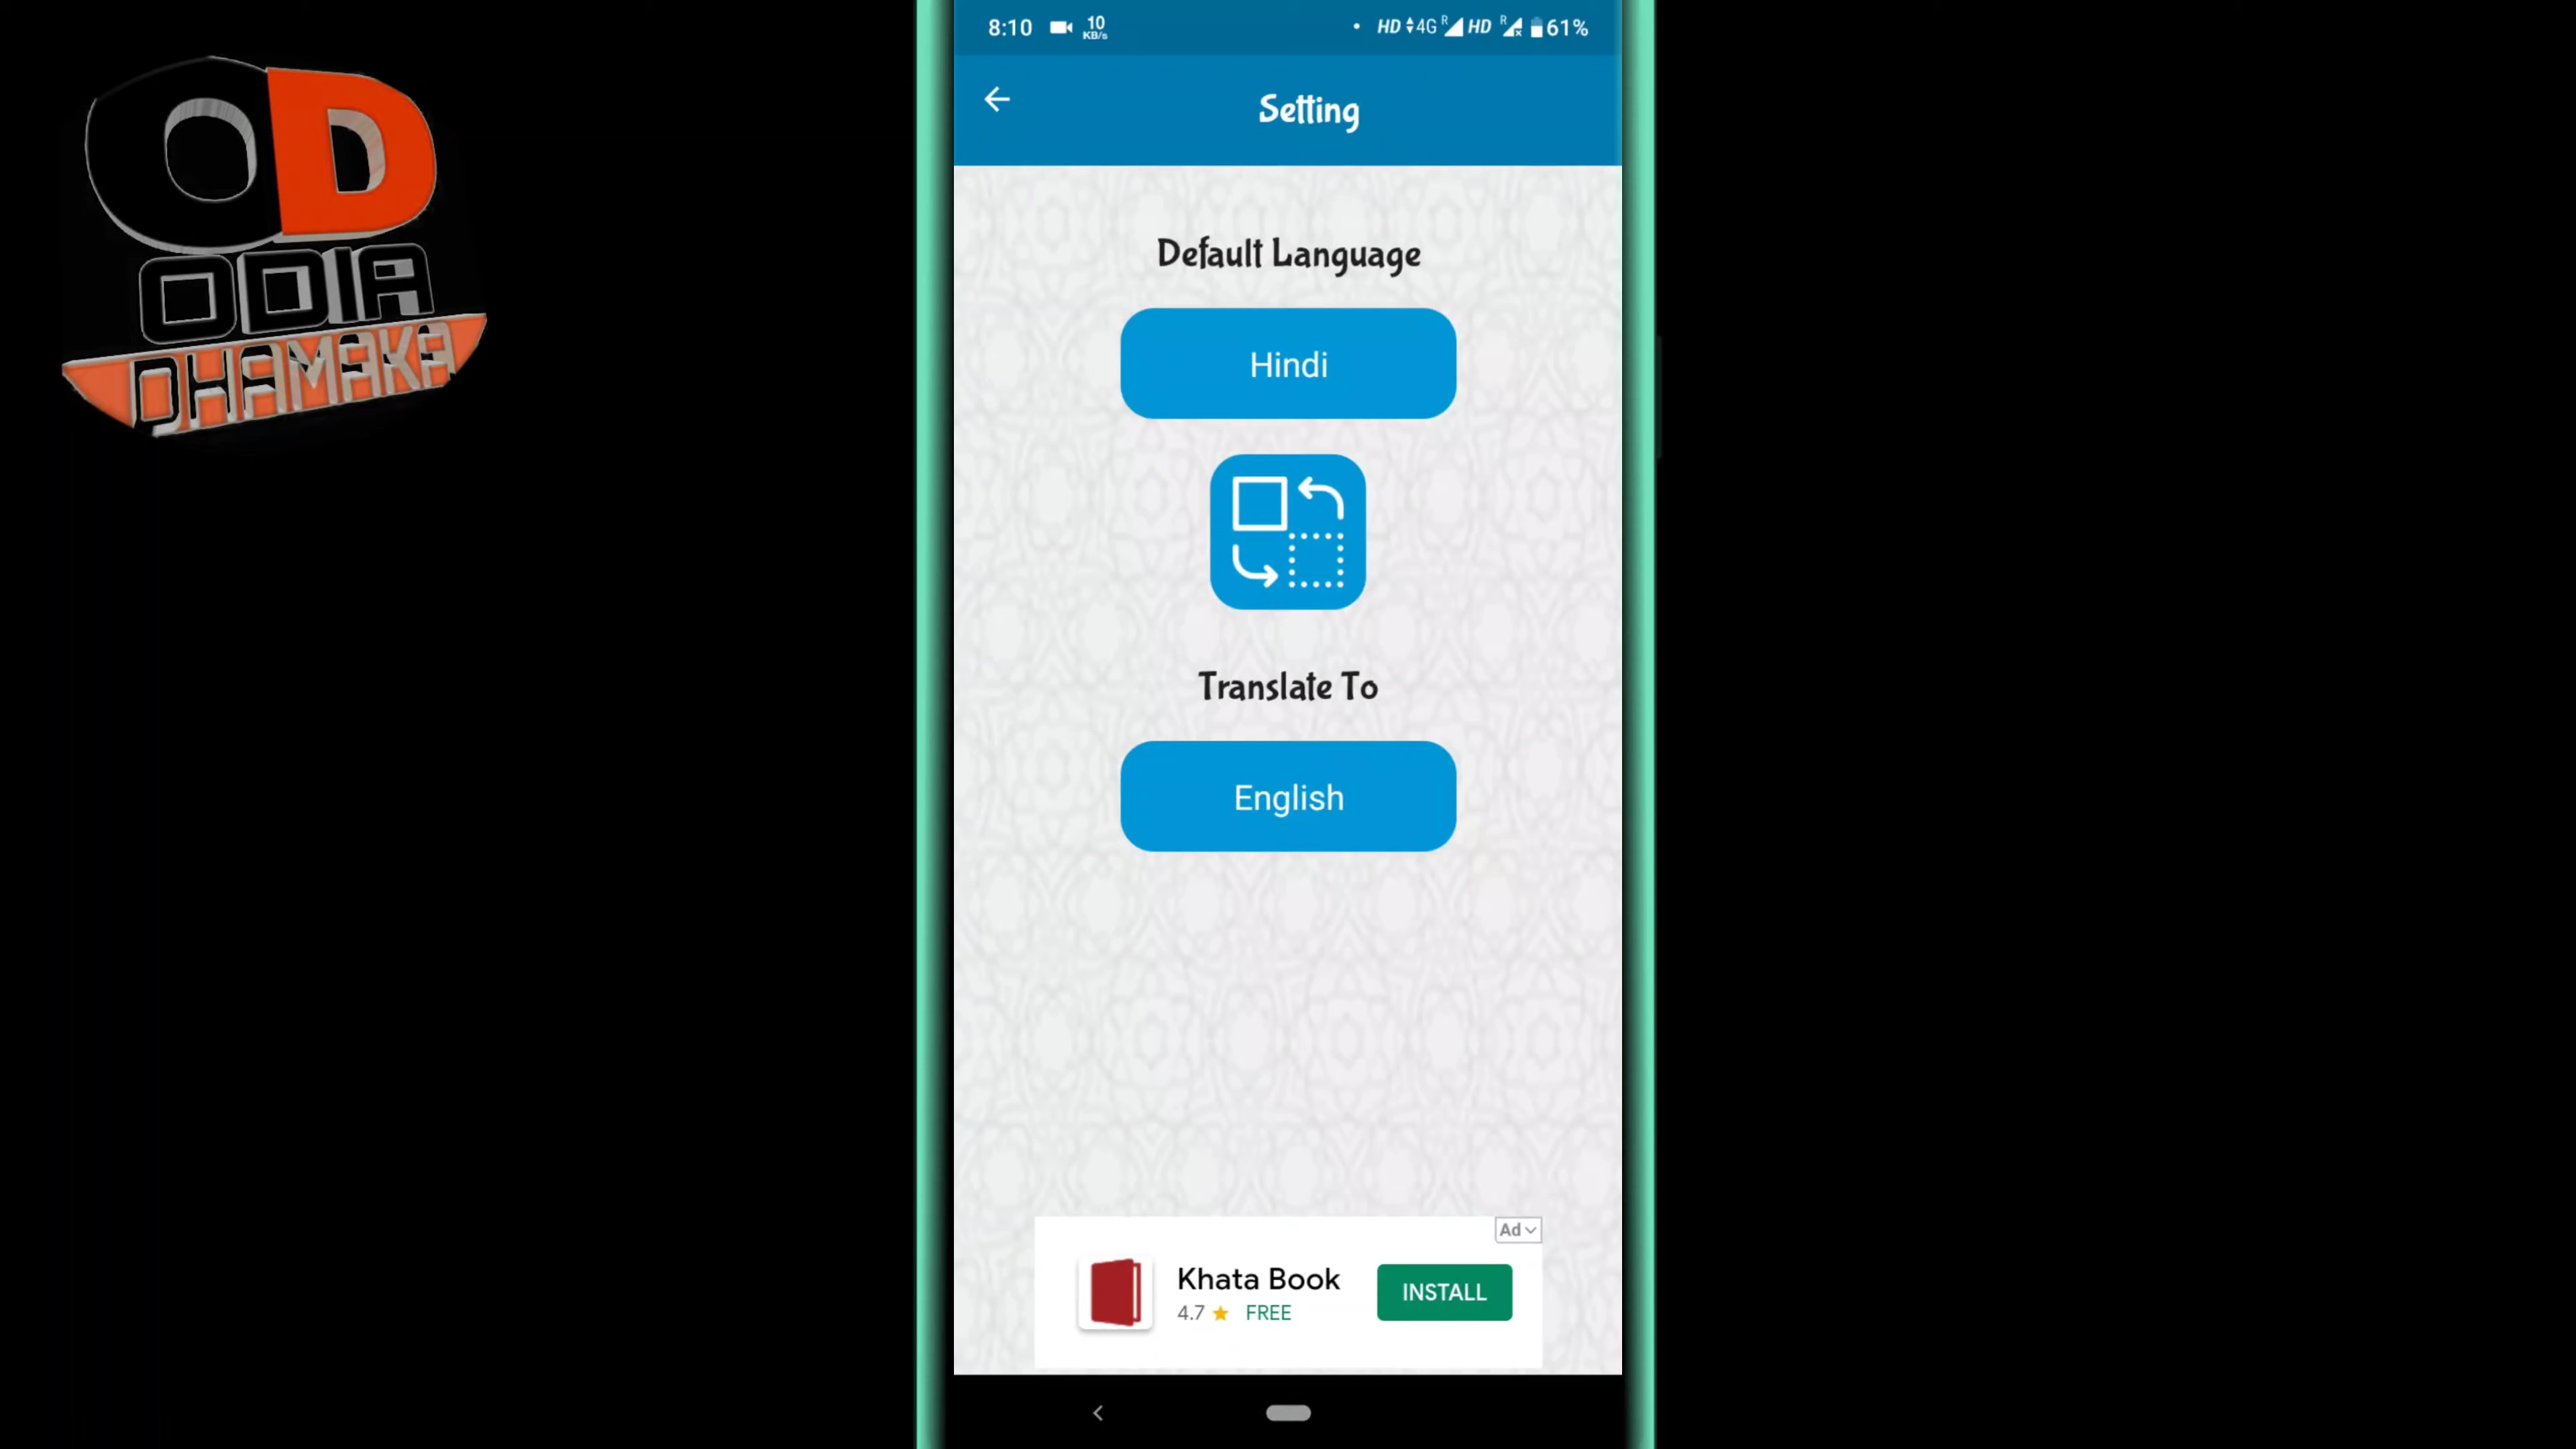 OD
ODIA
DHAMAKA
8:10 10 KB/s HD 4G R HD R 61%
Setting
Default Language
Hindi
Translate To
English
Ad
Khata Book
4.7 FREE
INSTALL